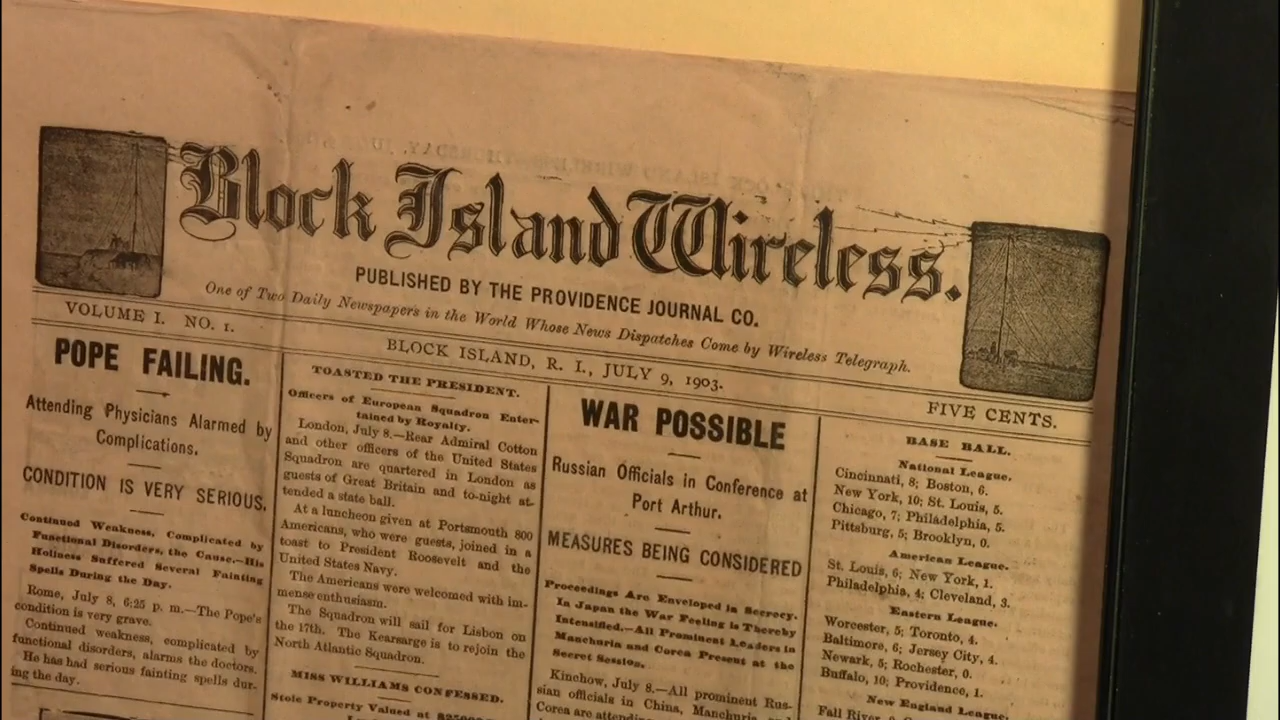 Block Island Wireless.
PUBLISHED BY THE PROVIDENCE JOURNAL CO.
One of Two Daily Newspapers in the World Whose News Dispatches Come by Wireless Telegraph.
VOLUME I. NO. 1.
BLOCK ISLAND, R. I., JULY 9, 1903.
FIVE CENTS.
POPE FAILING.
Attending Physicians Alarmed by
Complications.
CONDITION IS VERY SERIOUS.
Continued Weakness, Complicated by
Functional Disorders, the Cause.—His
Holiness Suffered Several Fainting
Spells During the Day.
Rome, July 8, 6:25 p. m.—The Pope's
condition is very grave.
Continued weakness, complicated by
functional disorders, alarms the doctors.
He has had serious fainting spells dur-
ing the day.
TOASTED THE PRESIDENT.
Officers of European Squadron Enter-
tained by Royalty.
London, July 8.—Rear Admiral Cotton
and other officers of the United States
Squadron are quartered in London as
guests of Great Britain and to-night at-
tended a state ball.
At a luncheon given at Portsmouth 800
Americans, who were guests, joined in a
toast to President Roosevelt and the
United States Navy.
The Americans were welcomed with im-
mense enthusiasm.
The Squadron will sail for Lisbon on
the 17th. The Kearsarge is to rejoin the
North Atlantic Squadron.
MISS WILLIAMS CONFESSED.
Stole Property Valued at
WAR POSSIBLE
Russian Officials in Conference at
Port Arthur.
MEASURES BEING CONSIDERED
Proceedings Are Enveloped in Secrecy.
In Japan the War Feeling is Thereby
Intensified.—All Prominent Leaders in
Manchuria and Corea Present at the
Secret Session.
Kinchow, July 8.—All prominent Rus-
sian officials in China, Manchuria and
Corea are attending
BASE BALL.
National League.
Cincinnati, 8; Boston, 6.
New York, 10; St. Louis, 5.
Chicago, 7; Philadelphia, 5.
Pittsburg, 5; Brooklyn, 0.
American League.
St. Louis, 6; New York, 1.
Philadelphia, 4; Cleveland, 3.
Eastern League.
Worcester, 5; Toronto, 4.
Baltimore, 6; Jersey City, 4.
Newark, 5; Rochester, 0.
Buffalo, 10; Providence, 1.
New England League.
Fall River,